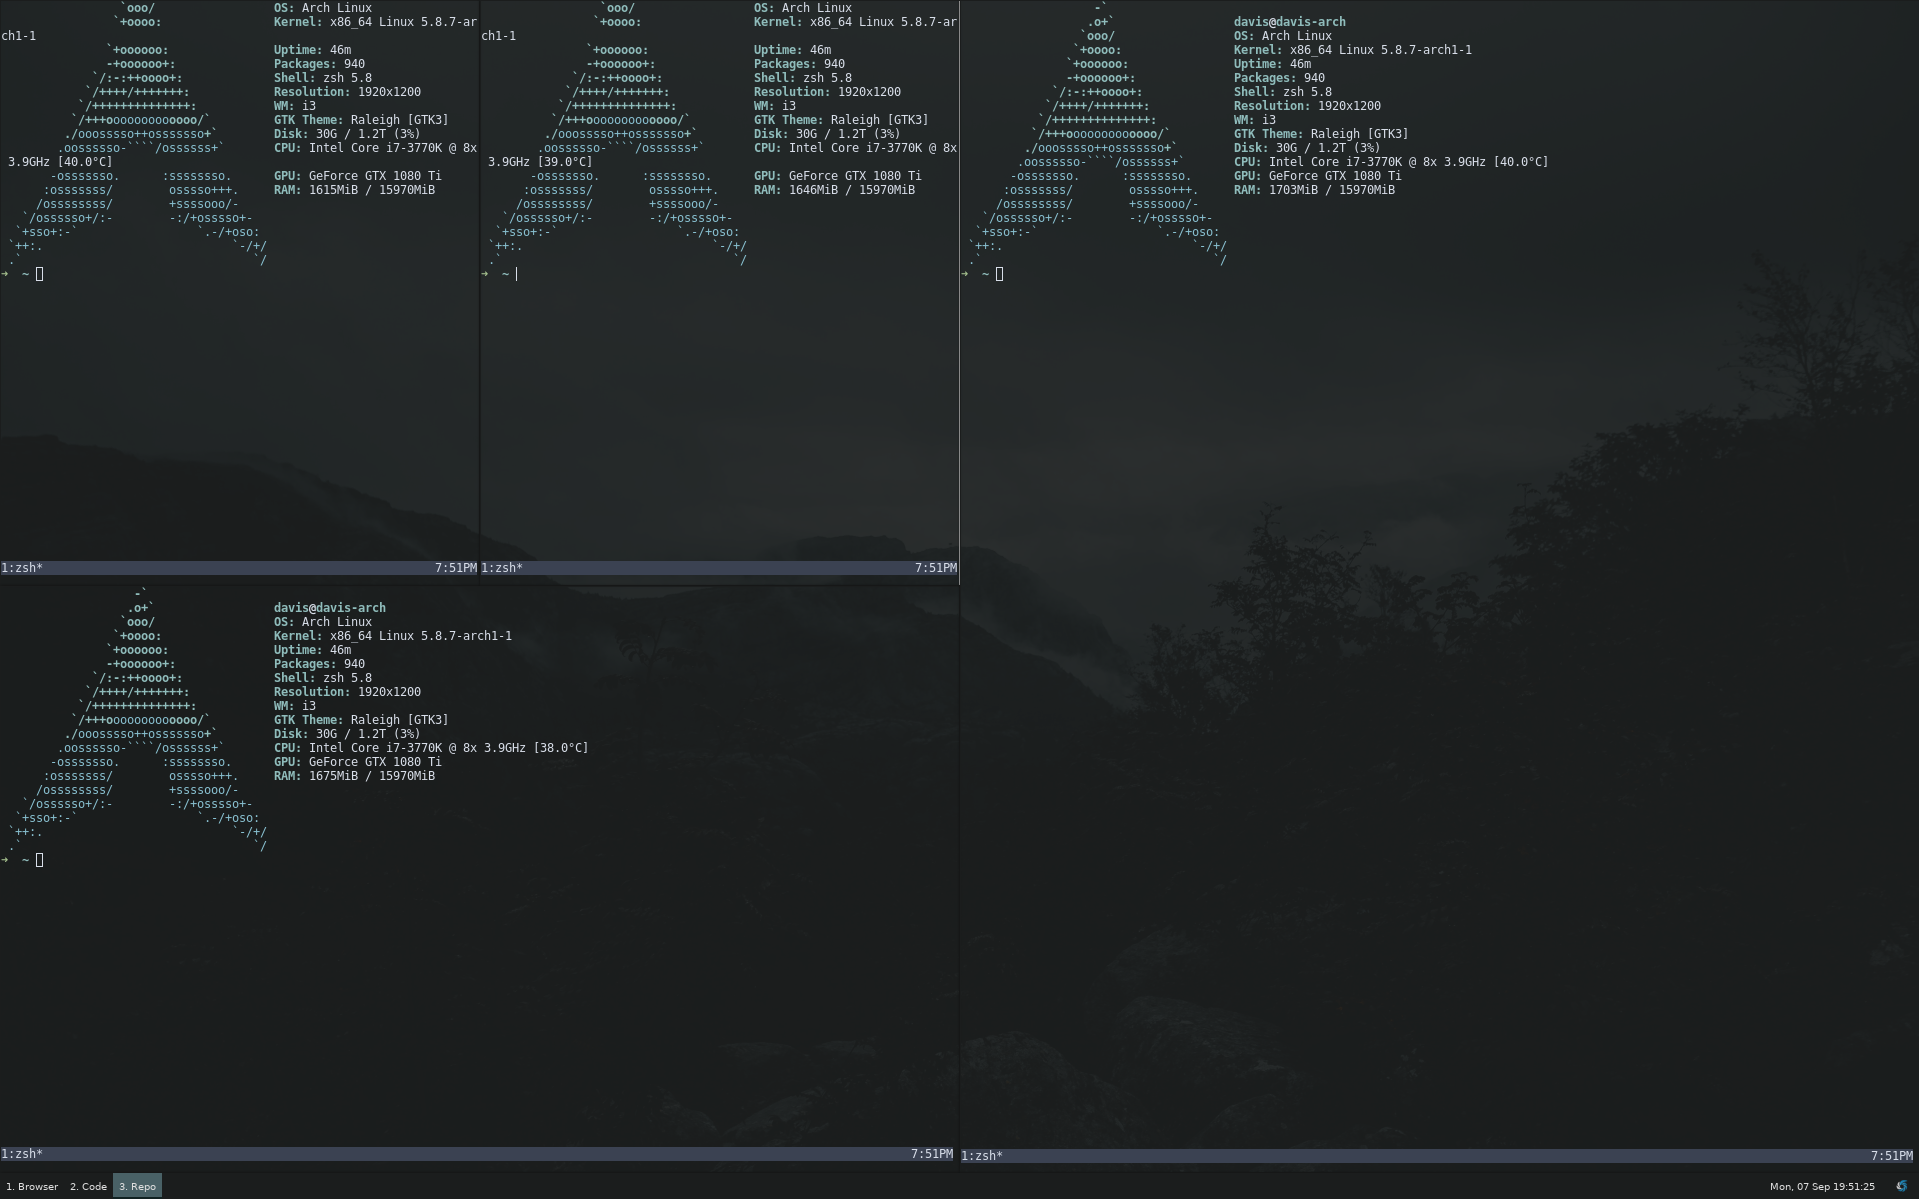 `ooo/                   OS: Arch Linux
`+oooo:                 Kernel: x86_64 Linux 5.8.7-ar
ch1-1
`+oooooo:               Uptime: 46m
-+oooooo+:              Packages: 940
`/:-:++oooo+:             Shell: zsh 5.8
`/++++/+++++++:            Resolution: 1920x1200
`/++++++++++++++:           WM: i3
`/+++ooooooooooooo/`         GTK Theme: Raleigh [GTK3]
./ooosssso++osssssso+`        Disk: 30G / 1.2T (3%)
.oossssso-````/ossssss+`       CPU: Intel Core i7-3770K @ 8x
3.9GHz [40.0°C]
-osssssso.      :ssssssso.      GPU: GeForce GTX 1080 Ti
:osssssss/        osssso+++.     RAM: 1615MiB / 15970MiB
/ossssssss/        +ssssooo/-
`/ossssso+/:-        -:/+osssso+-
`+sso+:-`                 `.-/+oso:
`++:.                           `-/+/
.`                                 `/
➜  ~
1:zsh* 7:51PM
`ooo/                   OS: Arch Linux
`+oooo:                 Kernel: x86_64 Linux 5.8.7-ar
ch1-1
`+oooooo:               Uptime: 46m
-+oooooo+:              Packages: 940
`/:-:++oooo+:             Shell: zsh 5.8
`/++++/+++++++:            Resolution: 1920x1200
`/++++++++++++++:           WM: i3
`/+++ooooooooooooo/`         GTK Theme: Raleigh [GTK3]
./ooosssso++osssssso+`        Disk: 30G / 1.2T (3%)
.oossssso-````/ossssss+`       CPU: Intel Core i7-3770K @ 8x
3.9GHz [39.0°C]
-osssssso.      :ssssssso.      GPU: GeForce GTX 1080 Ti
:osssssss/        osssso+++.     RAM: 1646MiB / 15970MiB
/ossssssss/        +ssssooo/-
`/ossssso+/:-        -:/+osssso+-
`+sso+:-`                 `.-/+oso:
`++:.                           `-/+/
.`                                 `/
➜  ~
1:zsh* 7:51PM
-`
.o+`                 davis@davis-arch
`ooo/                   OS: Arch Linux
`+oooo:                 Kernel: x86_64 Linux 5.8.7-arch1-1
`+oooooo:               Uptime: 46m
-+oooooo+:              Packages: 940
`/:-:++oooo+:             Shell: zsh 5.8
`/++++/+++++++:            Resolution: 1920x1200
`/++++++++++++++:           WM: i3
`/+++ooooooooooooo/`         GTK Theme: Raleigh [GTK3]
./ooosssso++osssssso+`        Disk: 30G / 1.2T (3%)
.oossssso-````/ossssss+`       CPU: Intel Core i7-3770K @ 8x 3.9GHz [40.0°C]
-osssssso.      :ssssssso.      GPU: GeForce GTX 1080 Ti
:osssssss/        osssso+++.     RAM: 1703MiB / 15970MiB
/ossssssss/        +ssssooo/-
`/ossssso+/:-        -:/+osssso+-
`+sso+:-`                 `.-/+oso:
`++:.                           `-/+/
.`                                 `/
➜  ~
1:zsh* 7:51PM
-`
.o+`                 davis@davis-arch
`ooo/                   OS: Arch Linux
`+oooo:                 Kernel: x86_64 Linux 5.8.7-arch1-1
`+oooooo:               Uptime: 46m
-+oooooo+:              Packages: 940
`/:-:++oooo+:             Shell: zsh 5.8
`/++++/+++++++:            Resolution: 1920x1200
`/++++++++++++++:           WM: i3
`/+++ooooooooooooo/`         GTK Theme: Raleigh [GTK3]
./ooosssso++osssssso+`        Disk: 30G / 1.2T (3%)
.oossssso-````/ossssss+`       CPU: Intel Core i7-3770K @ 8x 3.9GHz [38.0°C]
-osssssso.      :ssssssso.      GPU: GeForce GTX 1080 Ti
:osssssss/        osssso+++.     RAM: 1675MiB / 15970MiB
/ossssssss/        +ssssooo/-
`/ossssso+/:-        -:/+osssso+-
`+sso+:-`                 `.-/+oso:
`++:.                           `-/+/
.`                                 `/
➜  ~
1:zsh* 7:51PM
1. Browser 2. Code 3. Repo Mon, 07 Sep 19:51:25